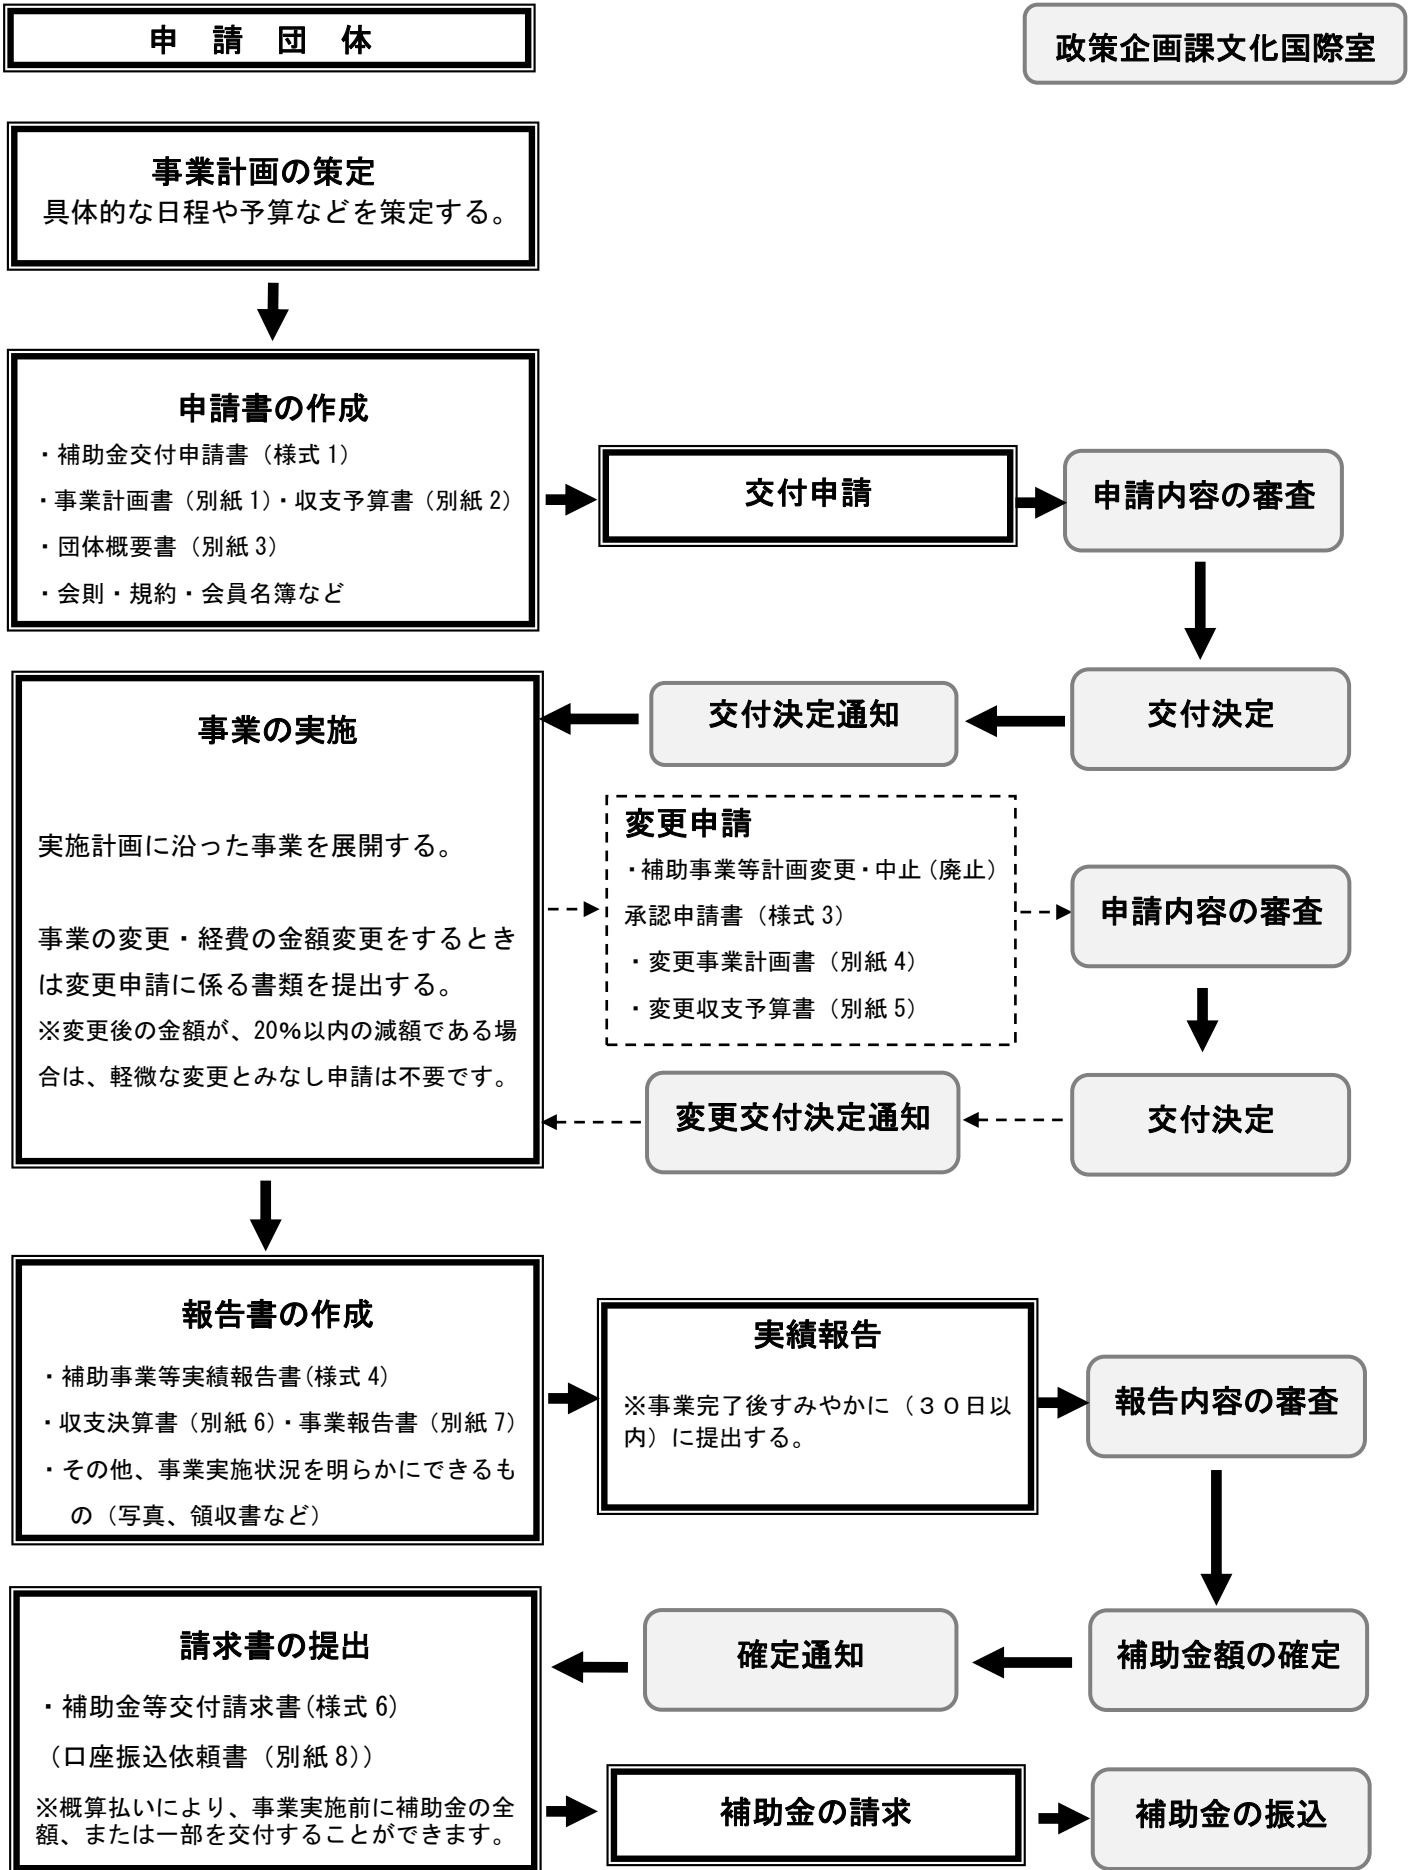 申　請　団　体
政策企画課文化国際室
事業計画の策定
具体的な日程や予算などを策定する。
申請書の作成
・補助金交付申請書（様式1）
・事業計画書（別紙1）・収支予算書（別紙2）
・団体概要書（別紙3）
・会則・規約・会員名簿など
交付申請
申請内容の審査
交付決定
交付決定通知
事業の実施
実施計画に沿った事業を展開する。
事業の変更・経費の金額変更をするとき
は変更申請に係る書類を提出する。
※変更後の金額が、20％以内の減額である場
合は、軽微な変更とみなし申請は不要です。
変更申請
・補助事業等計画変更・中止（廃止）
承認申請書（様式3）
・変更事業計画書（別紙4）
・変更収支予算書（別紙5）
申請内容の審査
交付決定
変更交付決定通知
報告書の作成
・補助事業等実績報告書(様式4)
・収支決算書（別紙6）・事業報告書（別紙7）
・その他、事業実施状況を明らかにできるも
の（写真、領収書など）
実績報告
※事業完了後すみやかに（３０日以
内）に提出する。
報告内容の審査
補助金額の確定
確定通知
請求書の提出
・補助金等交付請求書(様式6)
（口座振込依頼書（別紙8））
※概算払いにより、事業実施前に補助金の全
額、または一部を交付することができます。
補助金の請求
補助金の振込